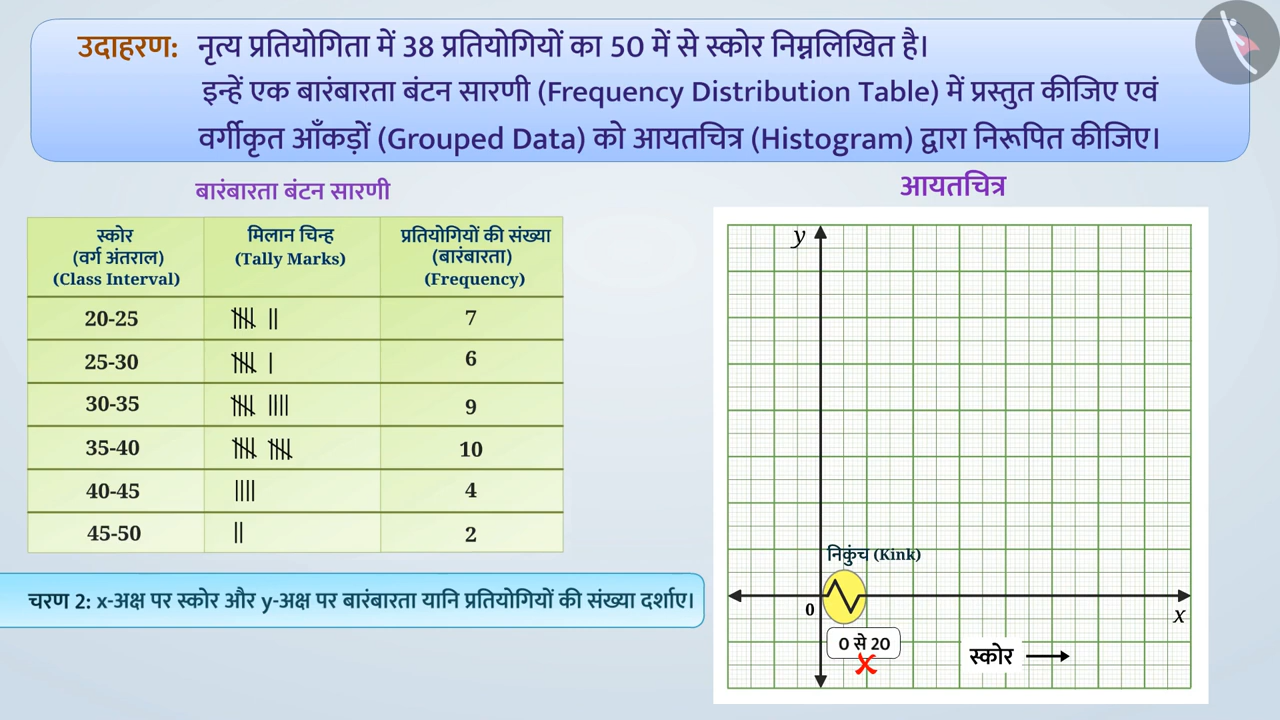 उदाहरण: नृत्य प्रतियोगिता में 38 प्रतियोगियों का 50 में से स्कोर निम्नलिखित है।
इन्हें एक बारंबारता बंटन सारणी (Frequency Distribution Table) में प्रस्तुत कीजिए एवं
वर्गीकृत आँकड़ों (Grouped Data) को आयतचित्र (Histogram) द्वारा निरूपित कीजिए।
बारंबारता बंटन सारणी
स्कोर
(वर्ग अंतराल)
(Class Interval)
मिलान चिन्ह
(Tally Marks)
प्रतियोगियों की संख्या
(बारंबारता)
(Frequency)
20-25 7
25-30 6
30-35 9
35-40 10
40-45 4
45-50 2
चरण 2: x-अक्ष पर स्कोर और y-अक्ष पर बारंबारता यानि प्रतियोगियों की संख्या दर्शाए।
आयतचित्र
y
निकुंच (Kink)
0
x
0 से 20
स्कोर